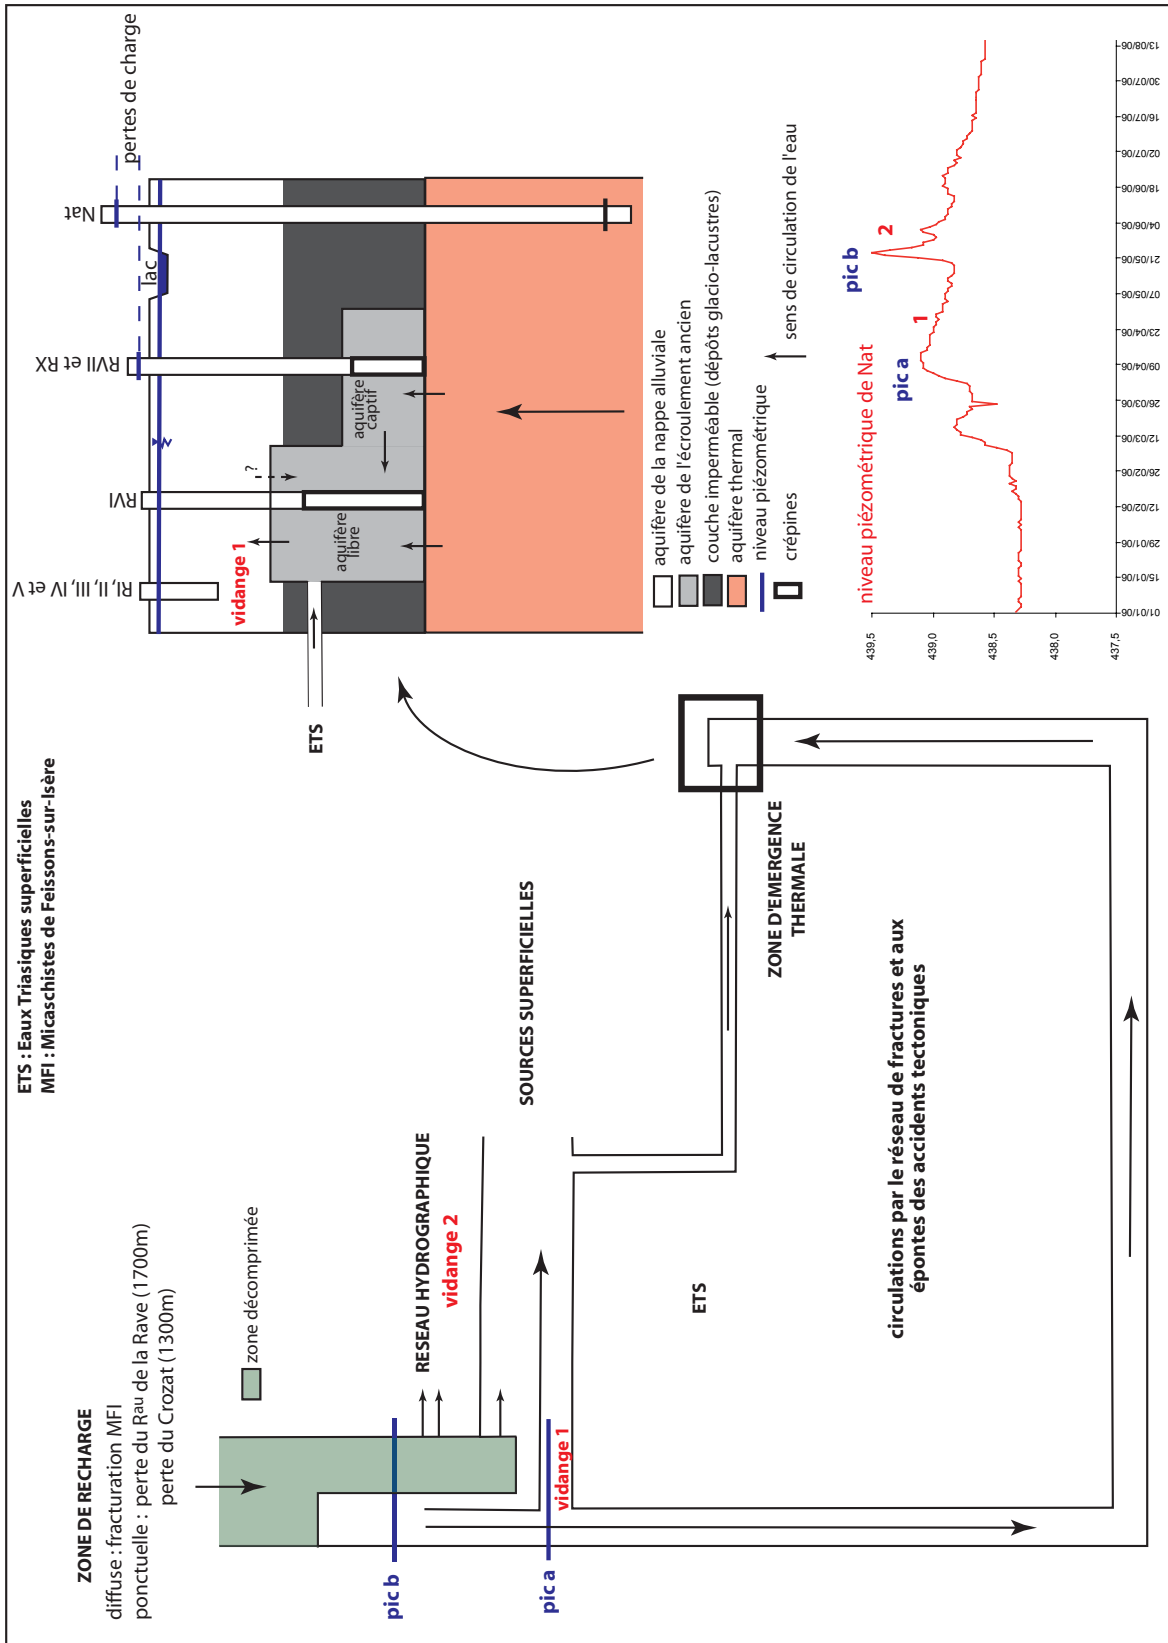 ETS : Eaux Triasiques superficielles
MFI : Micaschistes de Feissons-sur-Isère
ZONE DE RECHARGE
diffuse : fracturation MFI
ponctuelle : perte du Rau de la Rave (1700m)
perte du Crozat (1300m)
zone décomprimée
pic b
pic a
vidange 1
RESEAU HYDROGRAPHIQUE
vidange 2
SOURCES SUPERFICIELLES
ETS
circulations par le réseau de fractures et aux
épontes des accidents tectoniques
ZONE D'EMERGENCE
THERMALE
ETS
RI, II, III, IV et V
RVI
RVII et RX
lac
Nat
pertes de charge
vidange 1
?
aquifère
libre
aquifère
captif
aquifère de la nappe alluviale
aquifère de l'écroulement ancien
couche imperméable (dépôts glacio-lacustres)
aquifère thermal
niveau piézométrique
crépines
sens de circulation de l'eau
niveau piézométrique de Nat
pic a
1
pic b
2
439,5
439,0
438,5
438,0
437,5
01/01/06
15/01/06
29/01/06
12/02/06
26/02/06
12/03/06
26/03/06
09/04/06
23/04/06
07/05/06
21/05/06
04/06/06
18/06/06
02/07/06
16/07/06
30/07/06
13/08/06